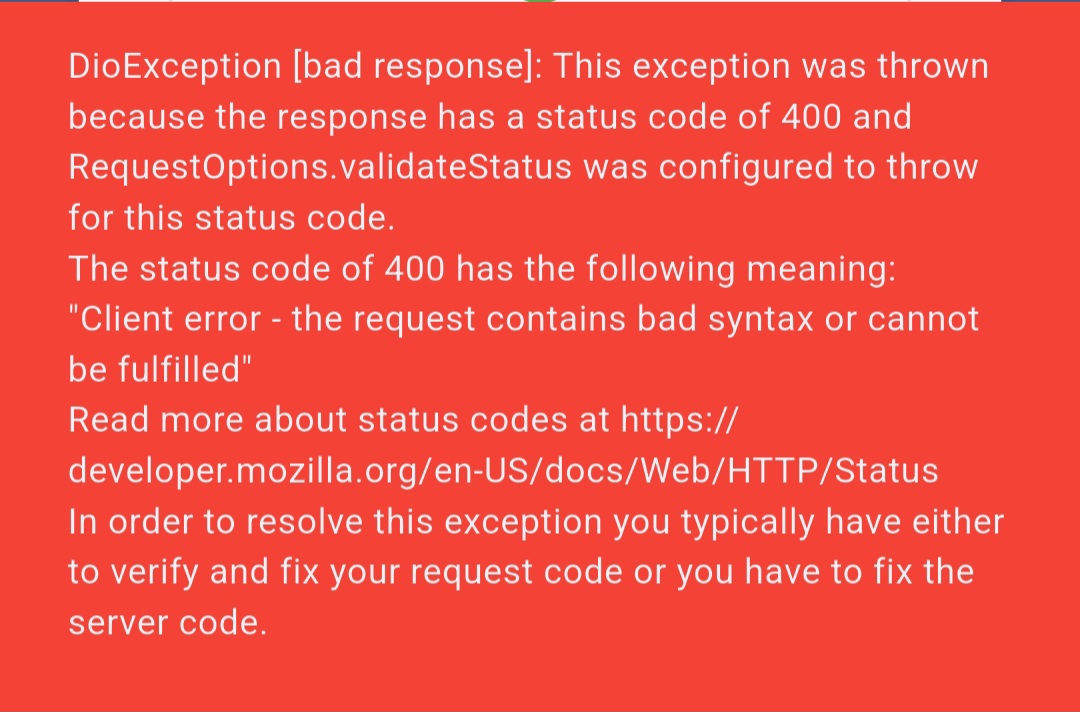 DioException [bad response]: This exception was thrown
because the response has a status code of 400 and
RequestOptions.validateStatus was configured to throw
for this status code.
The status code of 400 has the following meaning:
"Client error - the request contains bad syntax or cannot
be fulfilled"
Read more about status codes at https://
developer.mozilla.org/en-US/docs/Web/HTTP/Status
In order to resolve this exception you typically have either
to verify and fix your request code or you have to fix the
server code.